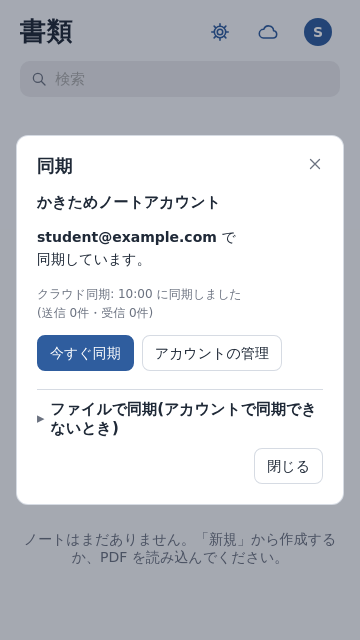 書類
S
検索
同期
かきためノートアカウント
student@example.com で
同期しています。
クラウド同期: 10:00 に同期しました
(送信 0件・受信 0件)
今すぐ同期
アカウントの管理
ファイルで同期(アカウントで同期でき
ないとき)
閉じる
ノートはまだありません。「新規」から作成する
か、PDF を読み込んでください。